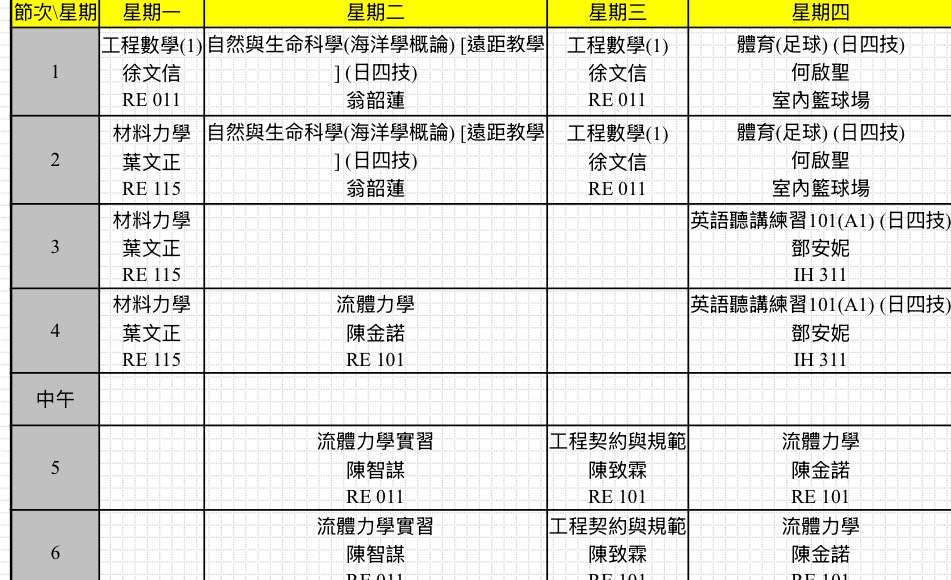 節次\星期 星期一 星期二 星期三 星期四
1
工程數學(1)
徐文信
RE 011
自然與生命科學(海洋學概論) [遠距教學
] (日四技)
翁韶蓮
工程數學(1)
徐文信
RE 011
體育(足球) (日四技)
何啟聖
室內籃球場
2
材料力學
葉文正
RE 115
自然與生命科學(海洋學概論) [遠距教學
] (日四技)
翁韶蓮
工程數學(1)
徐文信
RE 011
體育(足球) (日四技)
何啟聖
室內籃球場
3
材料力學
葉文正
RE 115
英語聽講練習101(A1) (日四技)
鄧安妮
IH 311
4
材料力學
葉文正
RE 115
流體力學
陳金諾
RE 101
英語聽講練習101(A1) (日四技)
鄧安妮
IH 311
中午
5
流體力學實習
陳智謀
RE 011
工程契約與規範
陳致霖
RE 101
流體力學
陳金諾
RE 101
6
流體力學實習
陳智謀
RE 011
工程契約與規範
陳致霖
RE 101
流體力學
陳金諾
RE 101